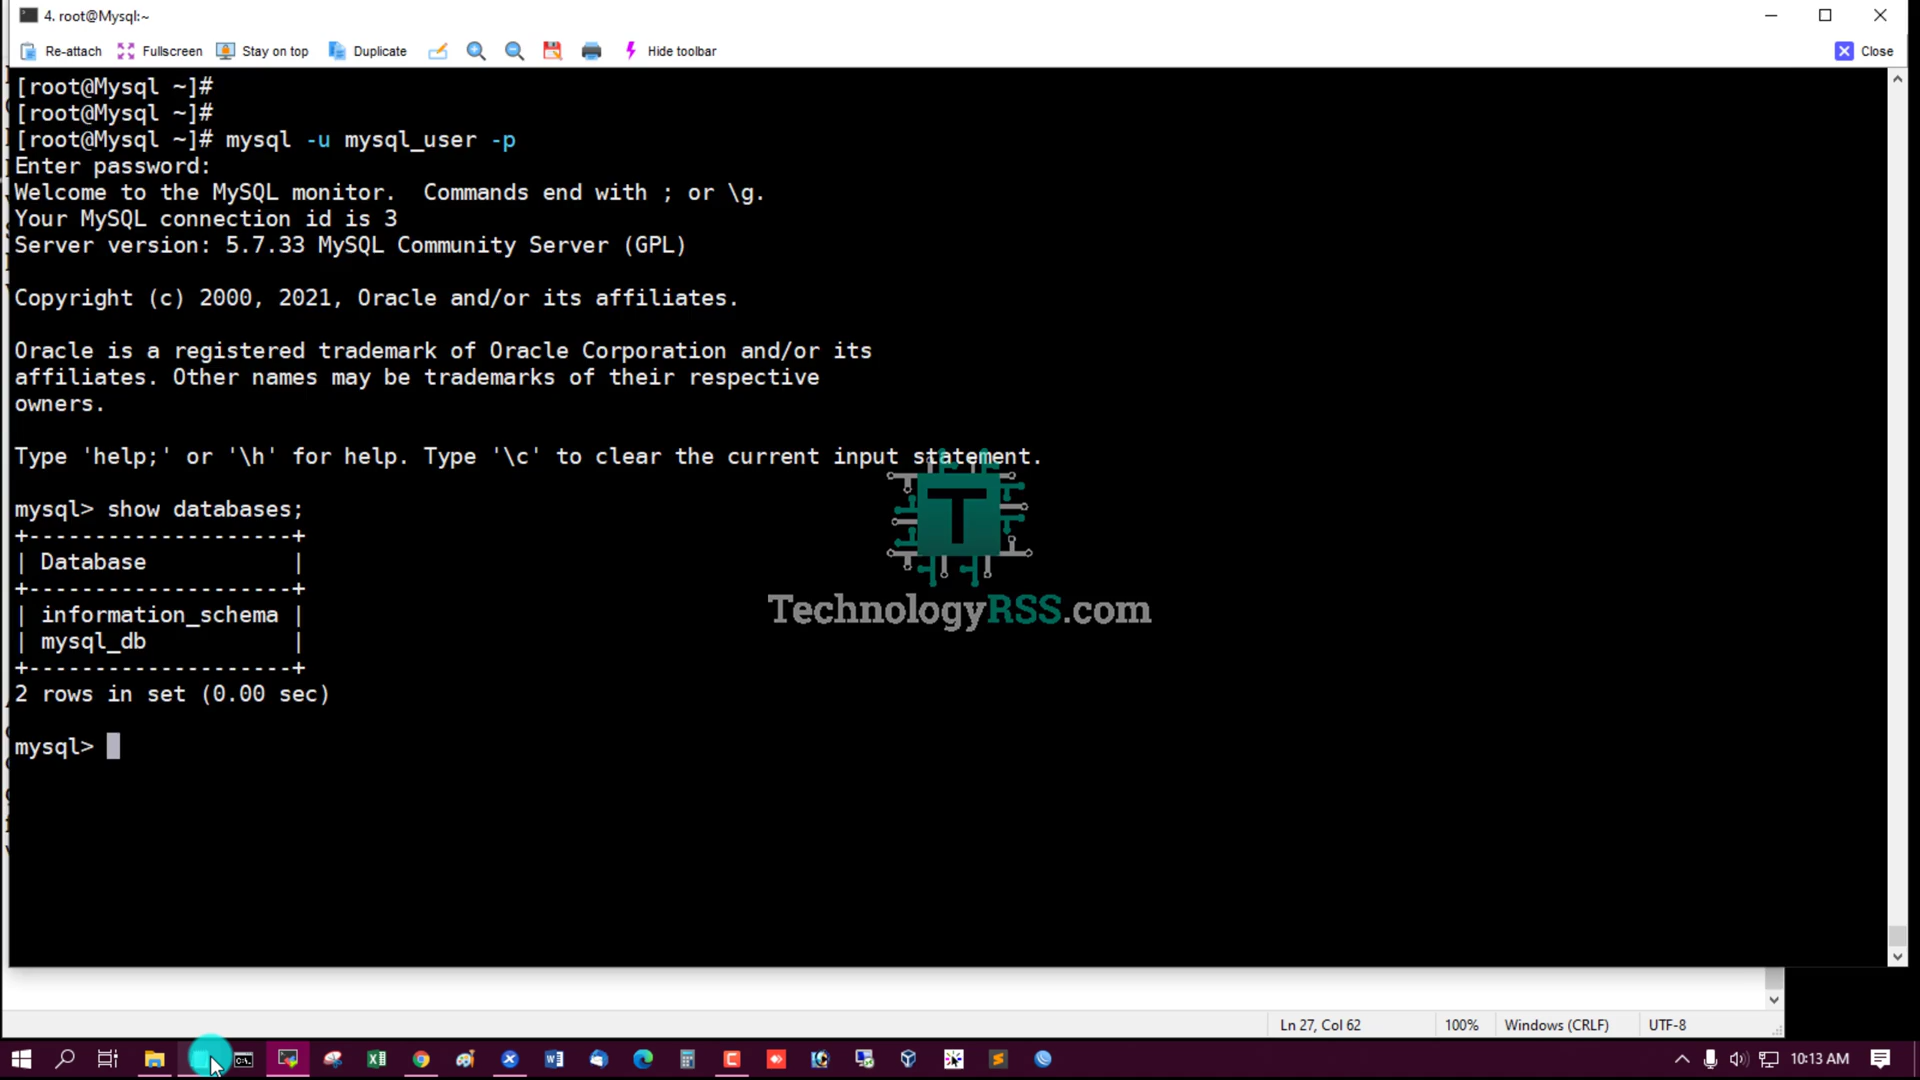 4. root@Mysql:~
Re-attach Fullscreen Stay on top Duplicate Hide toolbar Close
[root@Mysql ~]#
[root@Mysql ~]#
[root@Mysql ~]# mysql -u mysql_user -p
Enter password:
Welcome to the MySQL monitor.  Commands end with ; or \g.
Your MySQL connection id is 3
Server version: 5.7.33 MySQL Community Server (GPL)
Copyright (c) 2000, 2021, Oracle and/or its affiliates.
Oracle is a registered trademark of Oracle Corporation and/or its
affiliates. Other names may be trademarks of their respective
owners.
Type 'help;' or '\h' for help. Type '\c' to clear the current input statement.
mysql> show databases;
+--------------------+
| Database           |
+--------------------+
| information_schema |
| mysql_db           |
+--------------------+
2 rows in set (0.00 sec)
mysql>
T
TechnologyRSS.com
Ln 27, Col 62 100% Windows (CRLF) UTF-8
10:13 AM